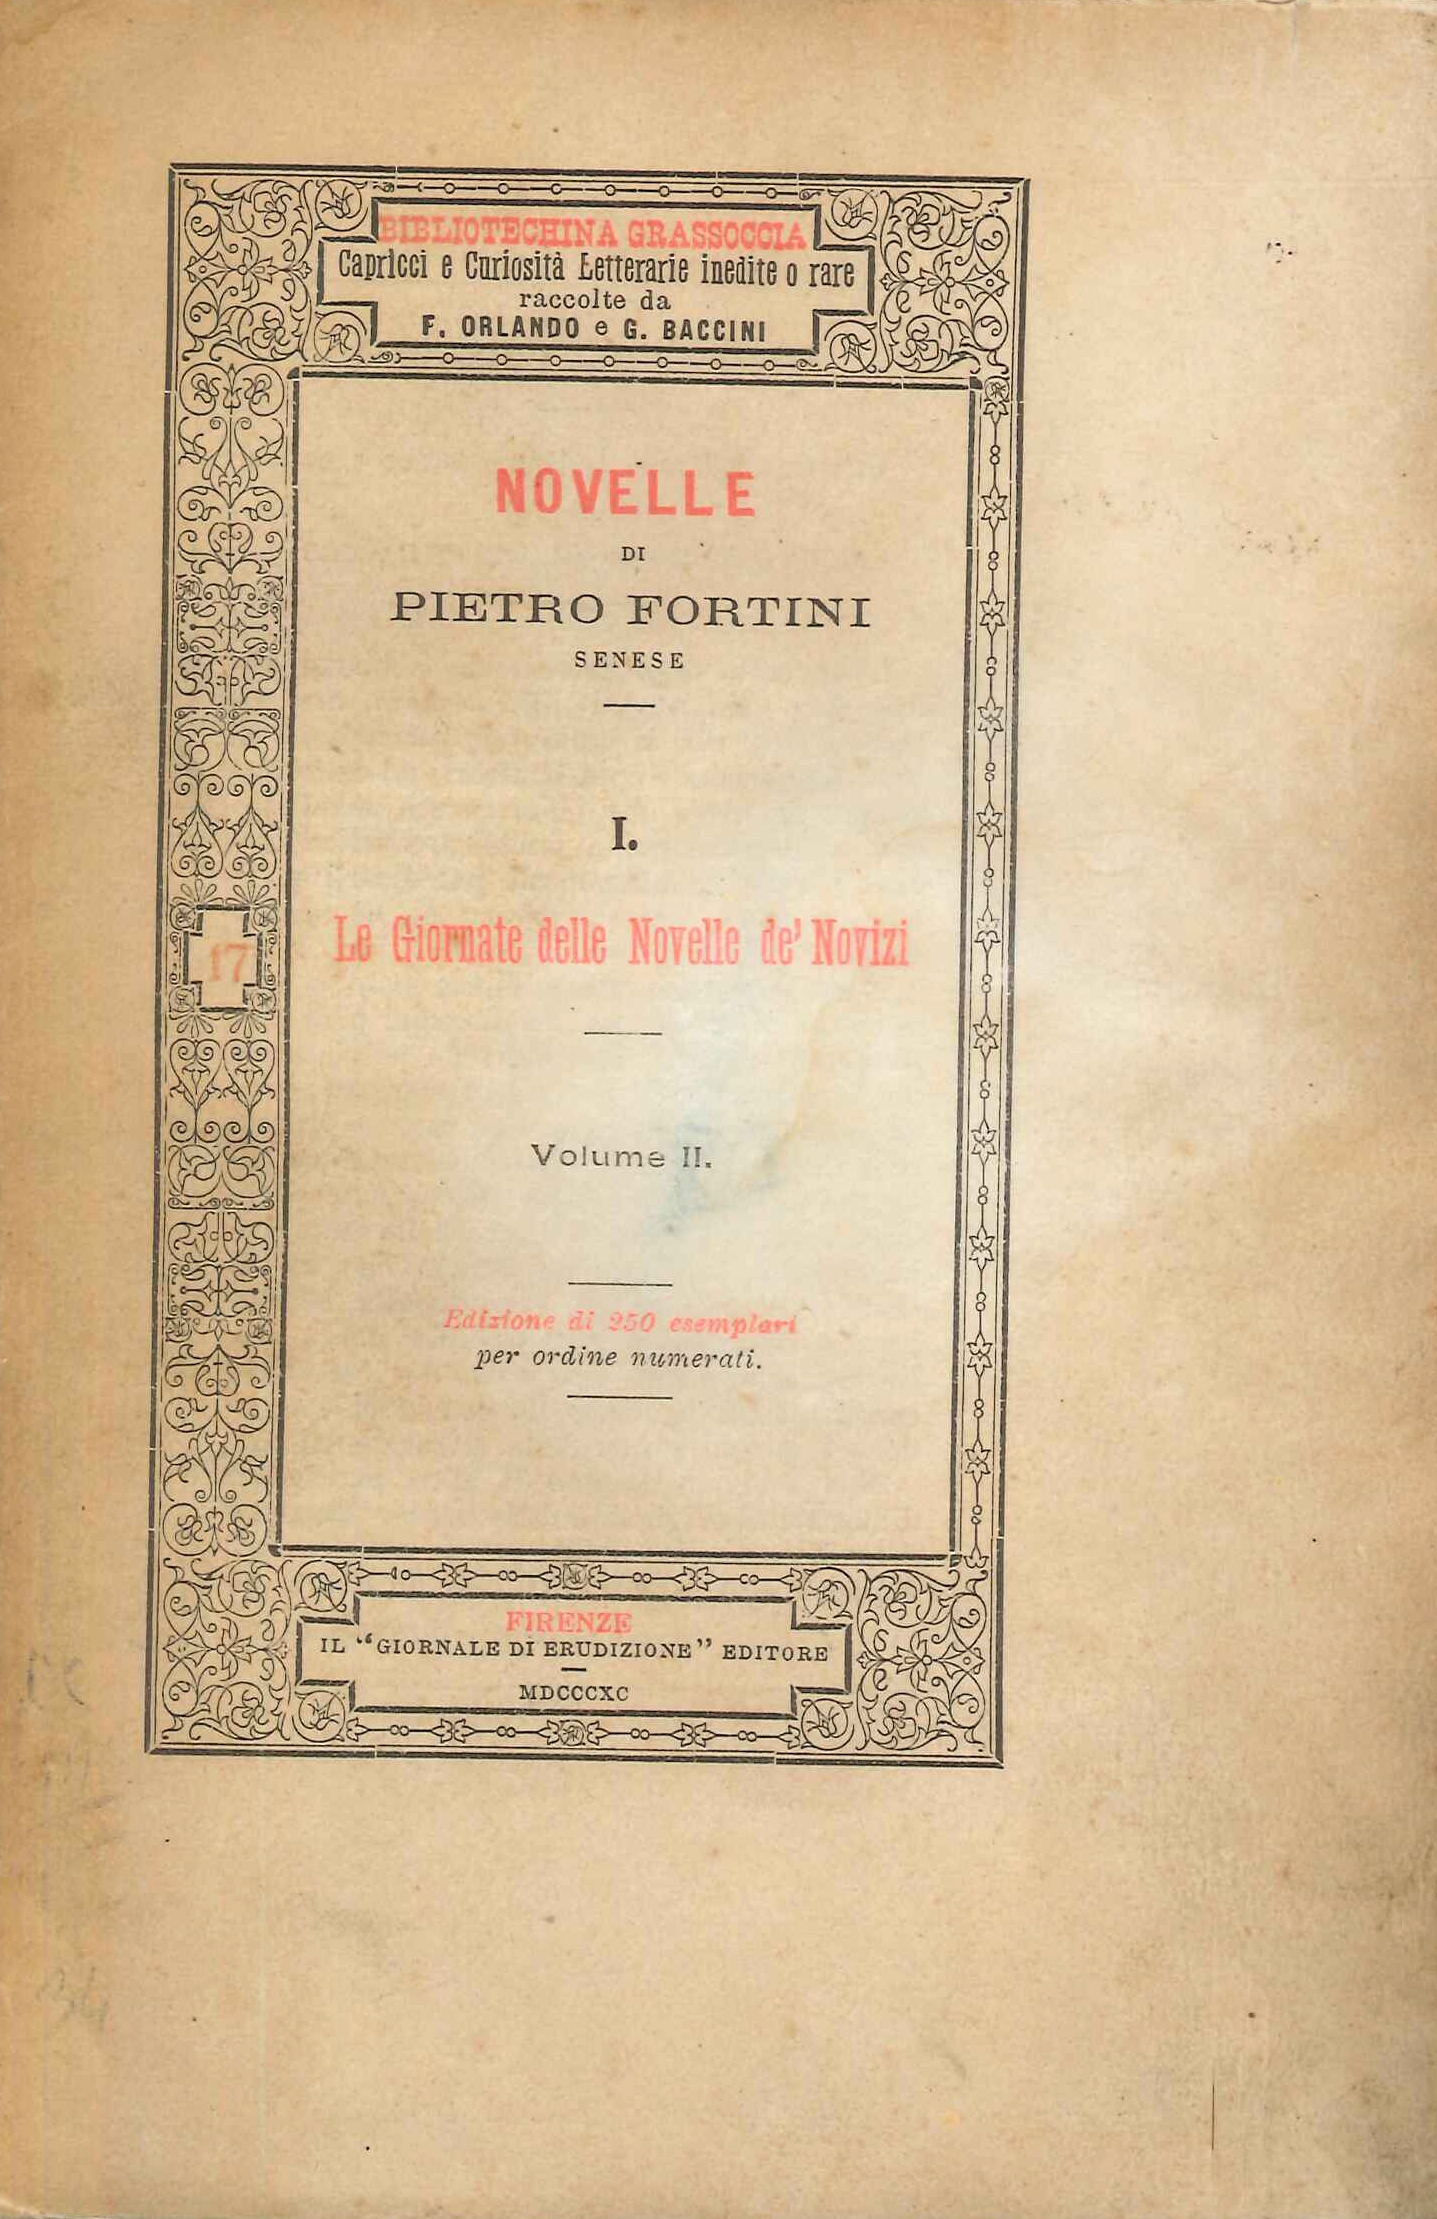 BIBLIOTECHINA GRASSOCCIA
Capricci e Curiosità Letterarie inedite o rare
raccolte da
F. ORLANDO e G. BACCINI
NOVELLE
DI
PIETRO FORTINI
SENESE
I.
17
Le Giornate delle Novelle de' Novizi
Volume II.
Edizione di 250 esemplari
per ordine numerati.
FIRENZE
IL "GIORNALE DI ERUDIZIONE" EDITORE
MDCCCXC